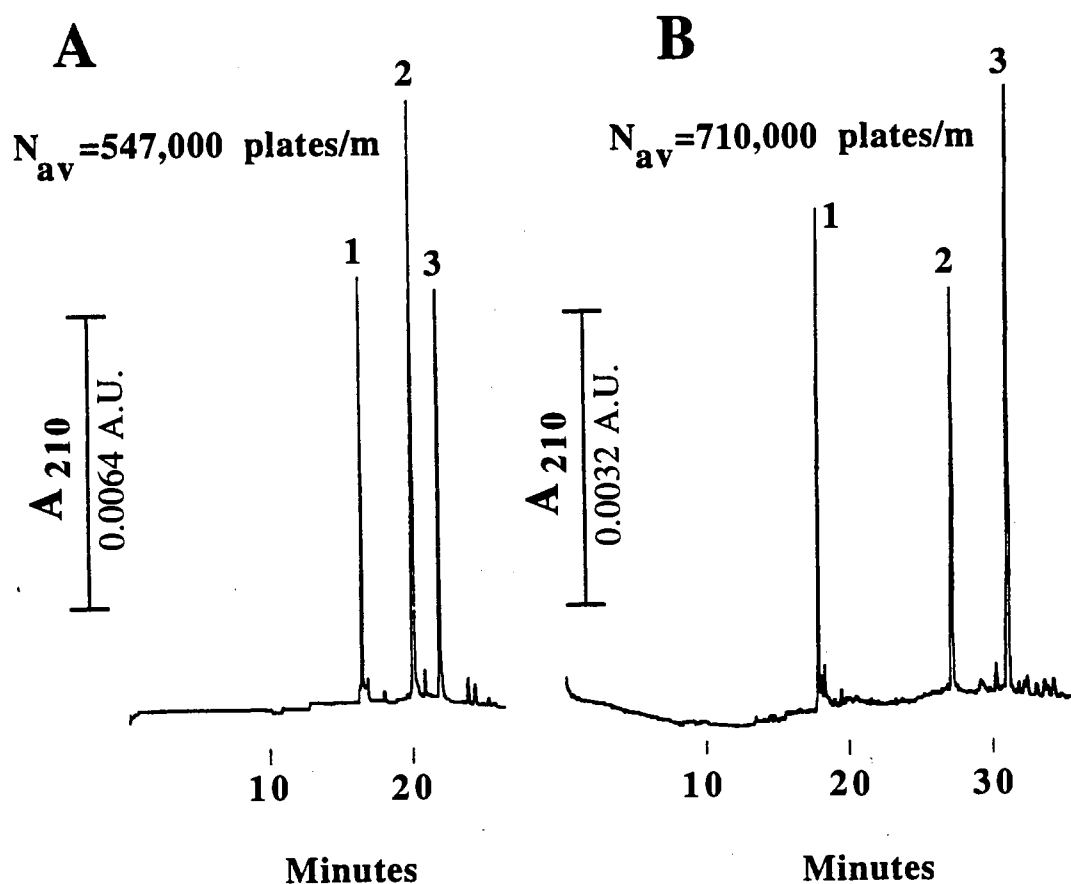 A
N av =547,000 plates/m
1
2
3
A 210
0.0064 A.U.
10
20
Minutes
B
N av =710,000 plates/m
1
2
3
A 210
0.0032 A.U.
10
20
30
Minutes